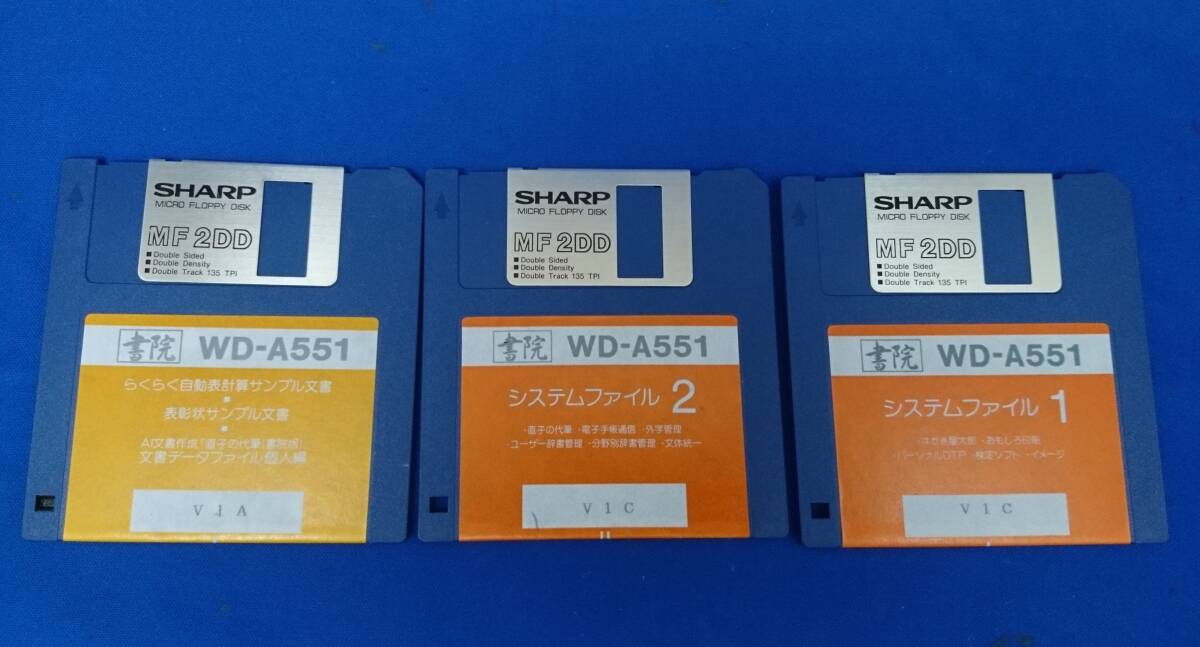 SHARP
MICRO FLOPPY DISK
MF 2DD
■ Double Sided
■ Double Density
■ Double Track 135 TPI
書院 WD-A551
らくらく自動表計算サンプル文書
■
表彰状サンプル文書
■
AI文書作成「直子の代筆」書院版」
文書データファイル個人編
V 1 A
SHARP
MICRO FLOPPY DISK
MF 2DD
■ Double Sided
■ Double Density
■ Double Track 135 TPI
書院 WD-A551
システムファイル 2
・直子の代筆 ・電子手帳通信 ・外字管理
・ユーザー辞書管理 ・分野別辞書管理 ・文体統一
V 1 C
SHARP
MICRO FLOPPY DISK
MF 2DD
■ Double Sided
■ Double Density
■ Double Track 135 TPI
書院 WD-A551
システムファイル 1
・はがき屋太郎 ・おもしろ印刷
・パーソナルDTP ・検定ソフト ・イメージ
V 1 C